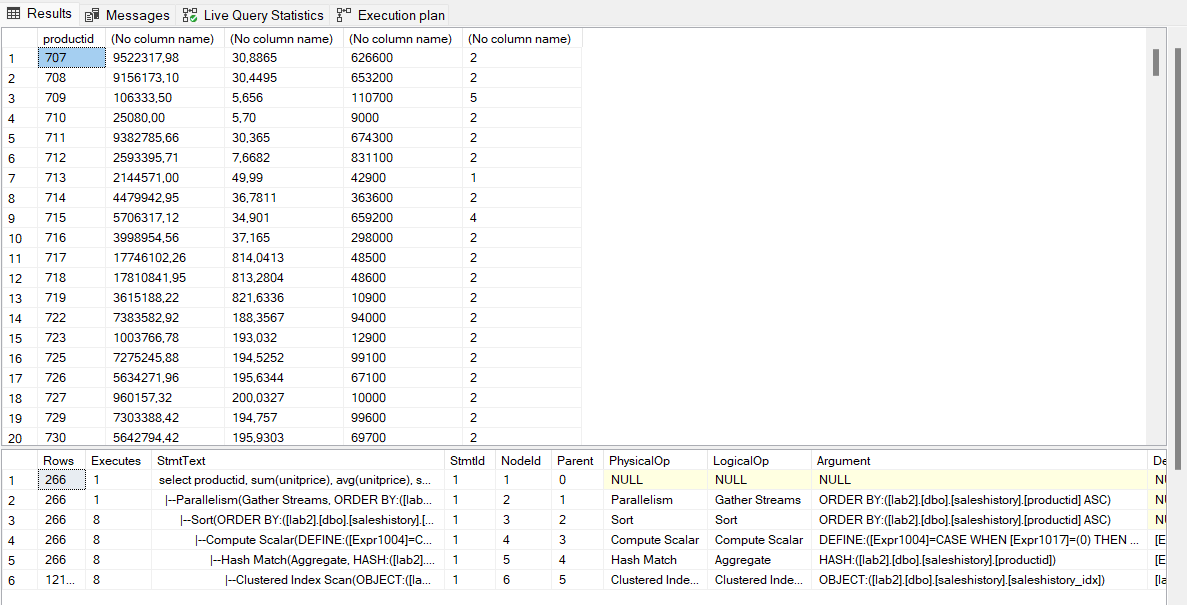 Results Messages Live Query Statistics Execution plan
productid (No column name) (No column name) (No column name) (No column name)
1 707 9522317,98 30,8865 626600 2
2 708 9156173,10 30,4495 653200 2
3 709 106333,50 5,656 110700 5
4 710 25080,00 5,70 9000 2
5 711 9382785,66 30,365 674300 2
6 712 2593395,71 7,6682 831100 2
7 713 2144571,00 49,99 42900 1
8 714 4479942,95 36,7811 363600 2
9 715 5706317,12 34,901 659200 4
10 716 3998954,56 37,165 298000 2
11 717 17746102,26 814,0413 48500 2
12 718 17810841,95 813,2804 48600 2
13 719 3615188,22 821,6336 10900 2
14 722 7383582,92 188,3567 94000 2
15 723 1003766,78 193,032 12900 2
16 725 7275245,88 194,5252 99100 2
17 726 5634271,96 195,6344 67100 2
18 727 960157,32 200,0327 10000 2
19 729 7303388,42 194,757 99600 2
20 730 5642794,42 195,9303 69700 2
Rows Executes StmtText StmtId NodeId Parent PhysicalOp LogicalOp Argument De
1 266 1 select productid, sum(unitprice), avg(unitprice), s... 1 1 0 NULL NULL NULL NU
2 266 1 |--Parallelism(Gather Streams, ORDER BY:([lab... 1 2 1 Parallelism Gather Streams ORDER BY:([lab2].[dbo].[saleshistory].[productid] ASC) NU
3 266 8 |--Sort(ORDER BY:([lab2].[dbo].[saleshistory].[... 1 3 2 Sort Sort ORDER BY:([lab2].[dbo].[saleshistory].[productid] ASC) NU
4 266 8 |--Compute Scalar(DEFINE:([Expr1004]=C... 1 4 3 Compute Scalar Compute Scalar DEFINE:([Expr1004]=CASE WHEN [Expr1017]=(0) THEN ... [E
5 266 8 |--Hash Match(Aggregate, HASH:([lab2].... 1 5 4 Hash Match Aggregate HASH:([lab2].[dbo].[saleshistory].[productid]) [E
6 121... 8 |--Clustered Index Scan(OBJECT:([la... 1 6 5 Clustered Inde... Clustered Inde... OBJECT:([lab2].[dbo].[saleshistory].[saleshistory_idx]) [la